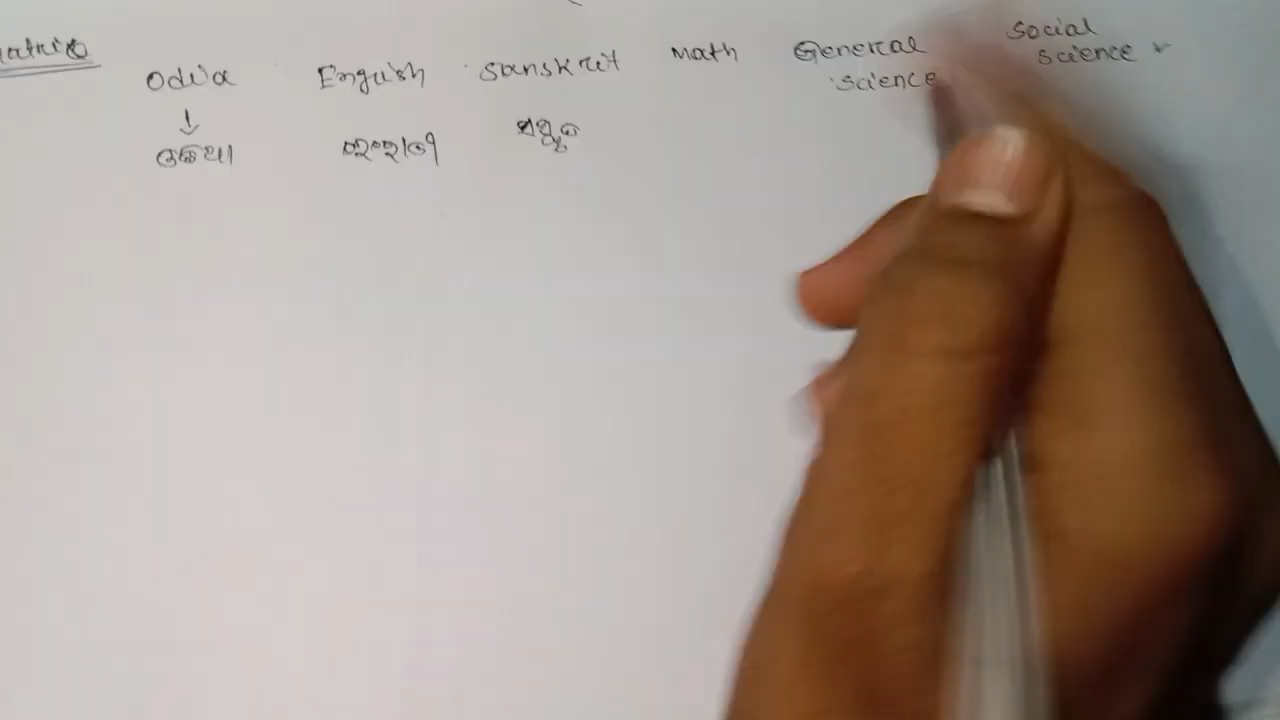 Odia English Sanskrit Math General Science Social Science
ଓଡିଆ ଇଂରାଜୀ